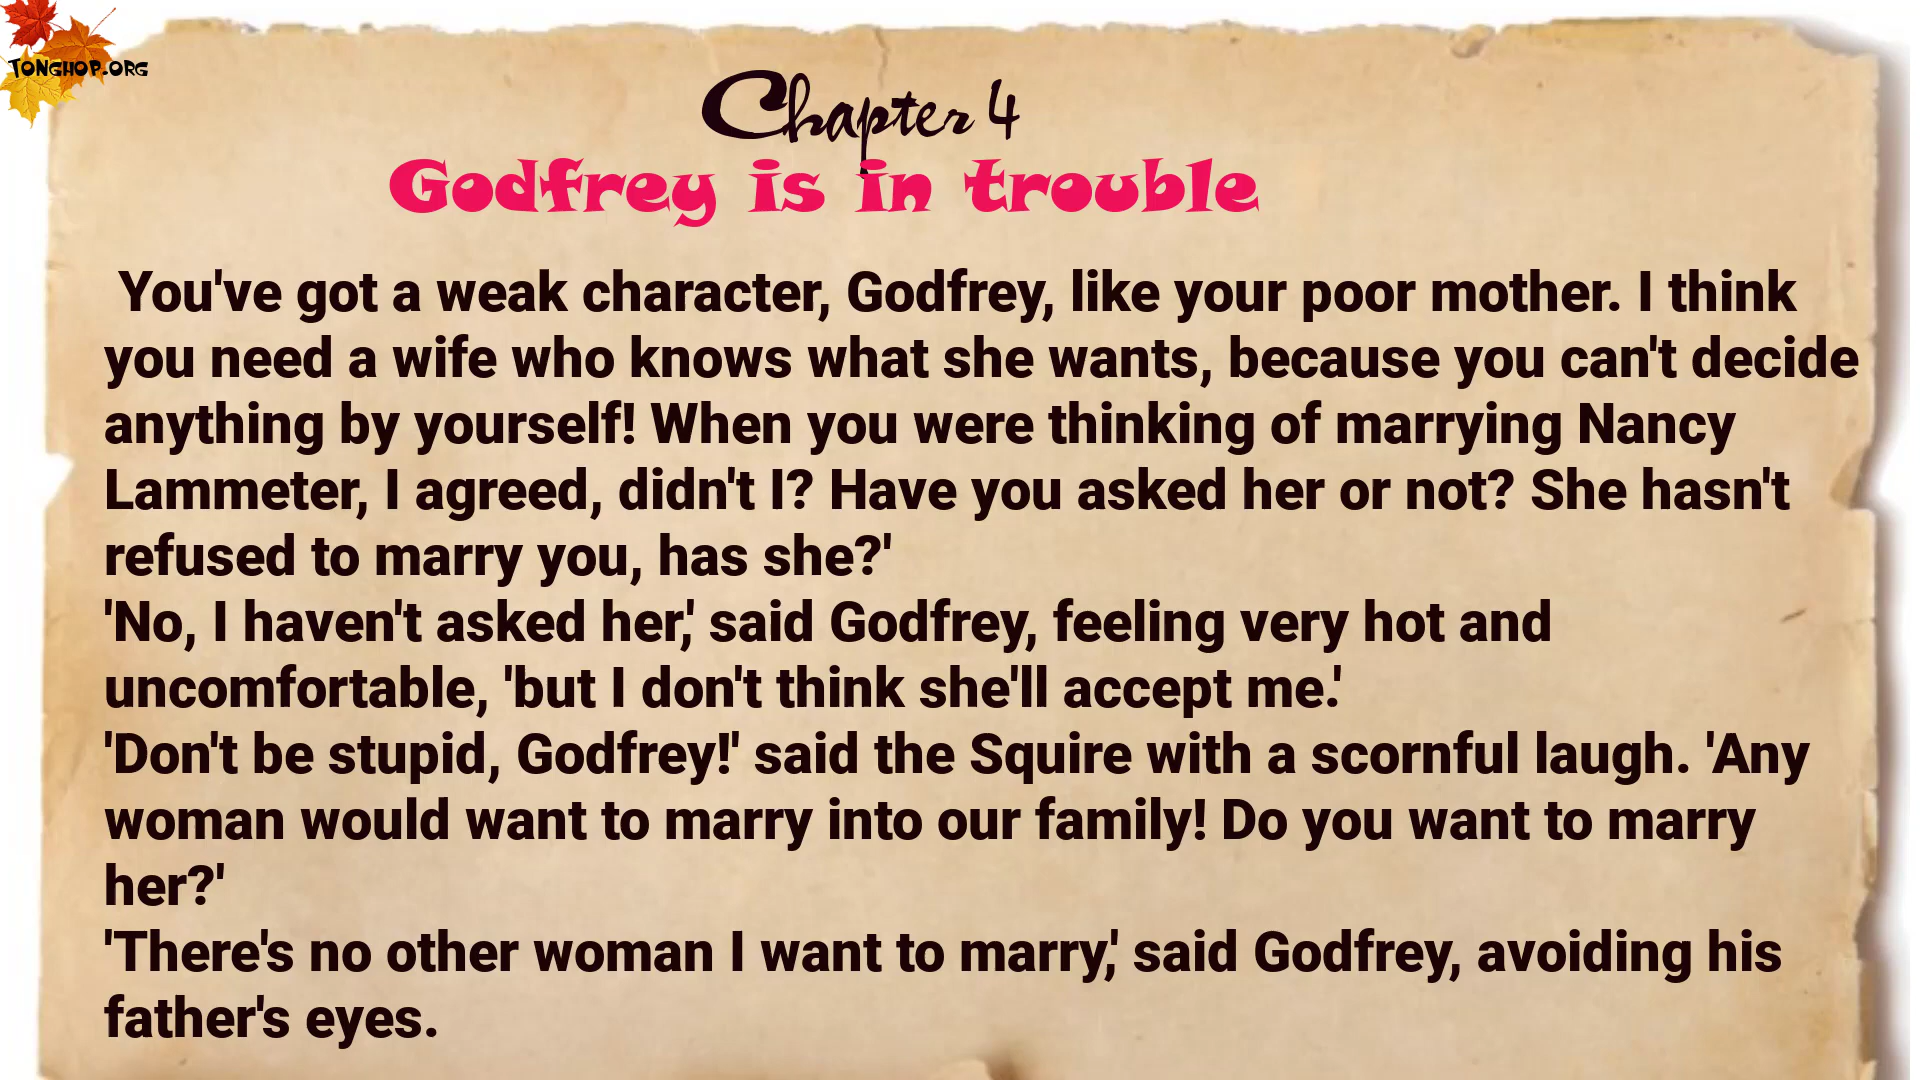 TONGHOP.ORG
Chapter 4
Godfrey is in trouble
You've got a weak character, Godfrey, like your poor mother. I think
you need a wife who knows what she wants, because you can't decide
anything by yourself! When you were thinking of marrying Nancy
Lammeter, I agreed, didn't I? Have you asked her or not? She hasn't
refused to marry you, has she?'
'No, I haven't asked her,' said Godfrey, feeling very hot and
uncomfortable, 'but I don't think she'll accept me.'
'Don't be stupid, Godfrey!' said the Squire with a scornful laugh. 'Any
woman would want to marry into our family! Do you want to marry
her?'
'There's no other woman I want to marry,' said Godfrey, avoiding his
father's eyes.